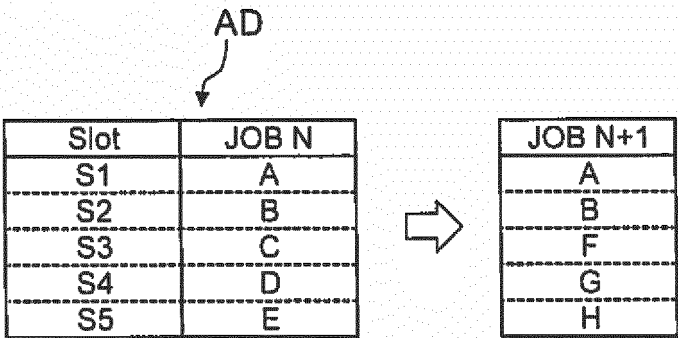 AD
Slot JOB N JOB N+1
S1 A A
S2 B B
S3 C F
S4 D G
S5 E H